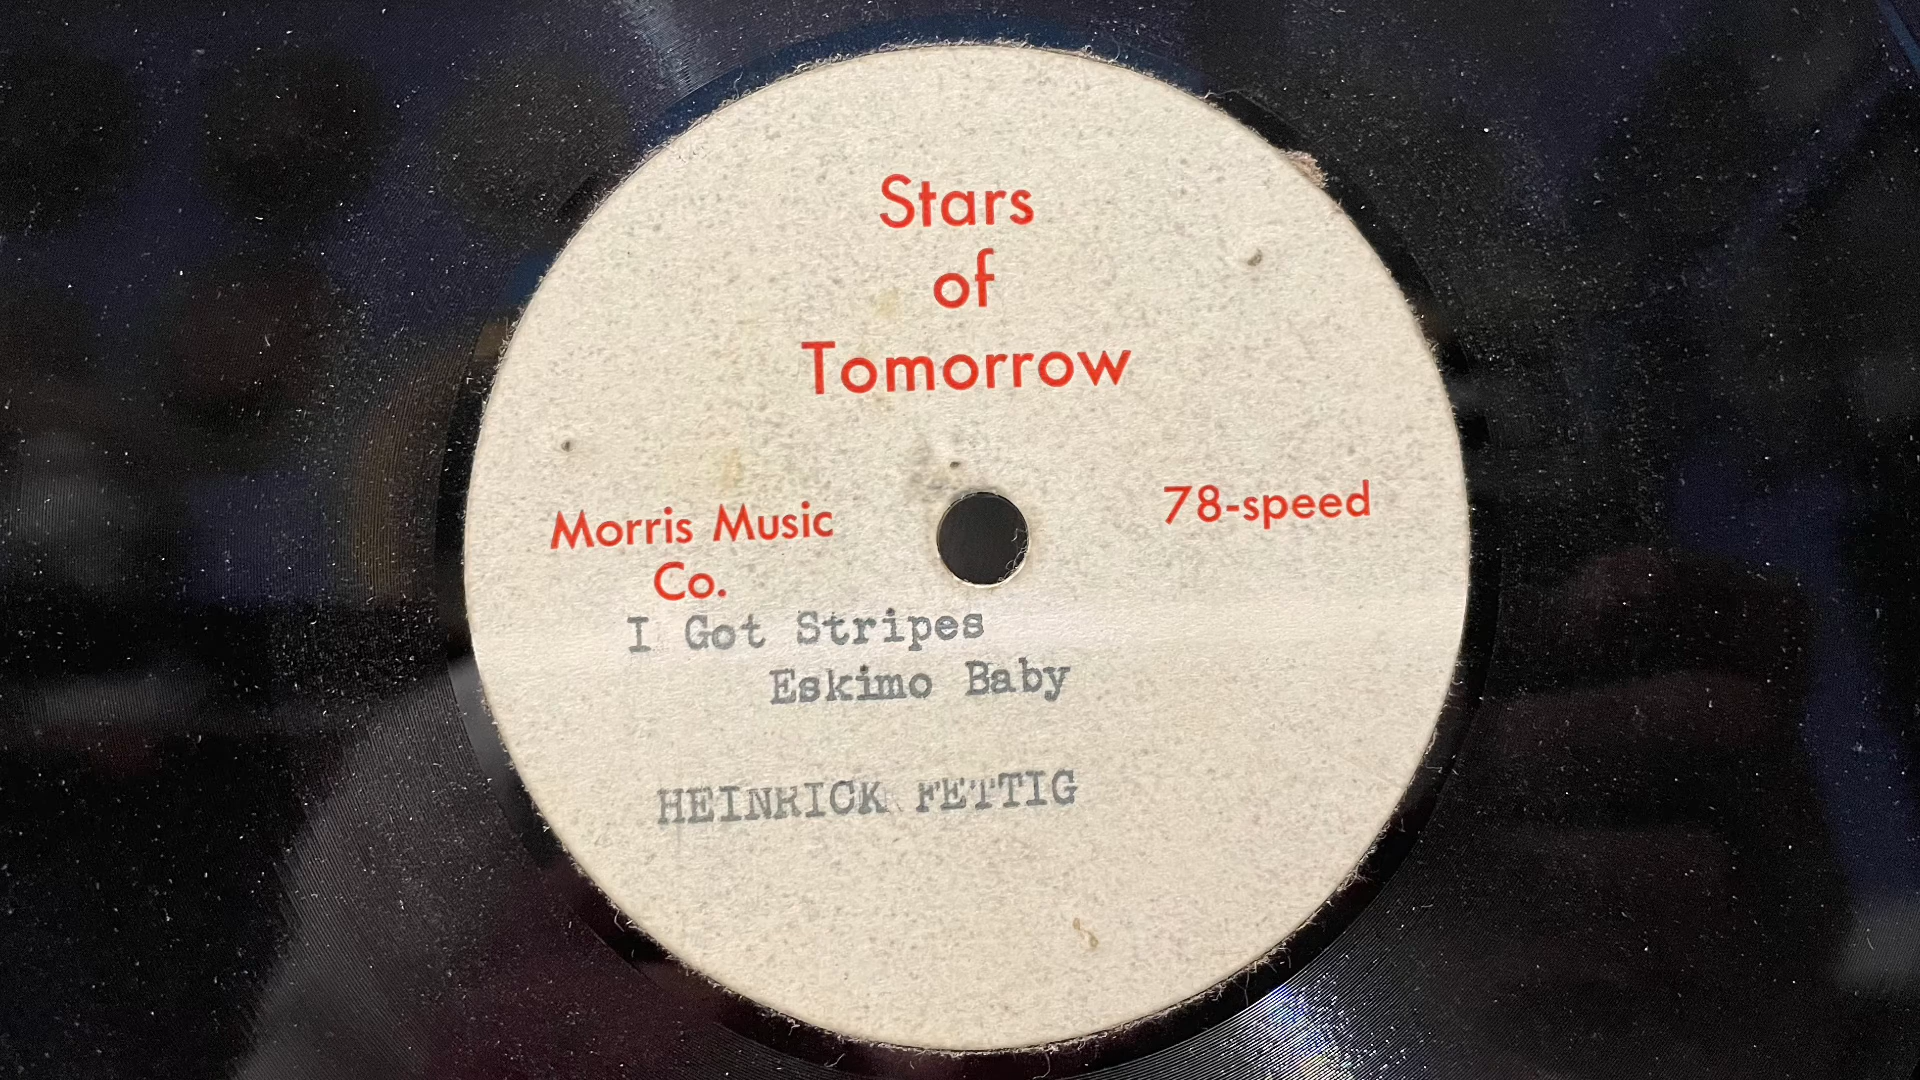 Stars
of
Tomorrow
Morris Music
Co.
78-speed
I Got Stripes
Eskimo Baby
HEINRICK FETTIG